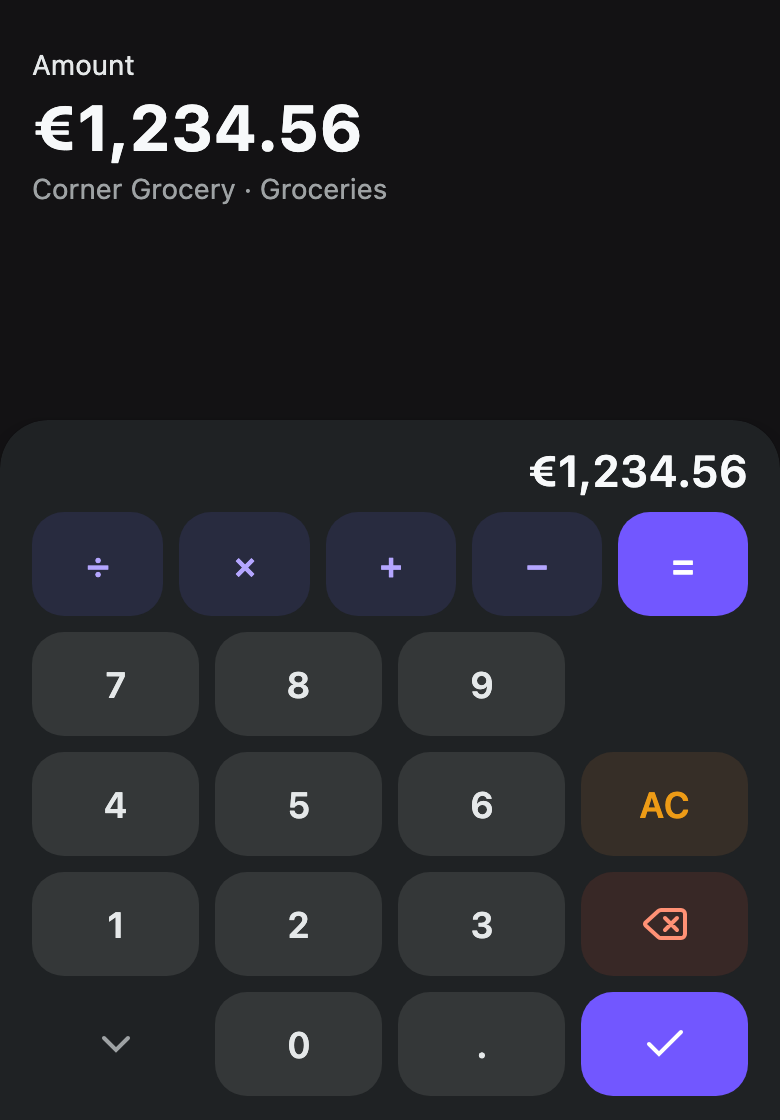 Amount
€1,234.56
Corner Grocery · Groceries
€1,234.56
÷ × + − =
7 8 9
4 5 6 AC
1 2 3
0 .